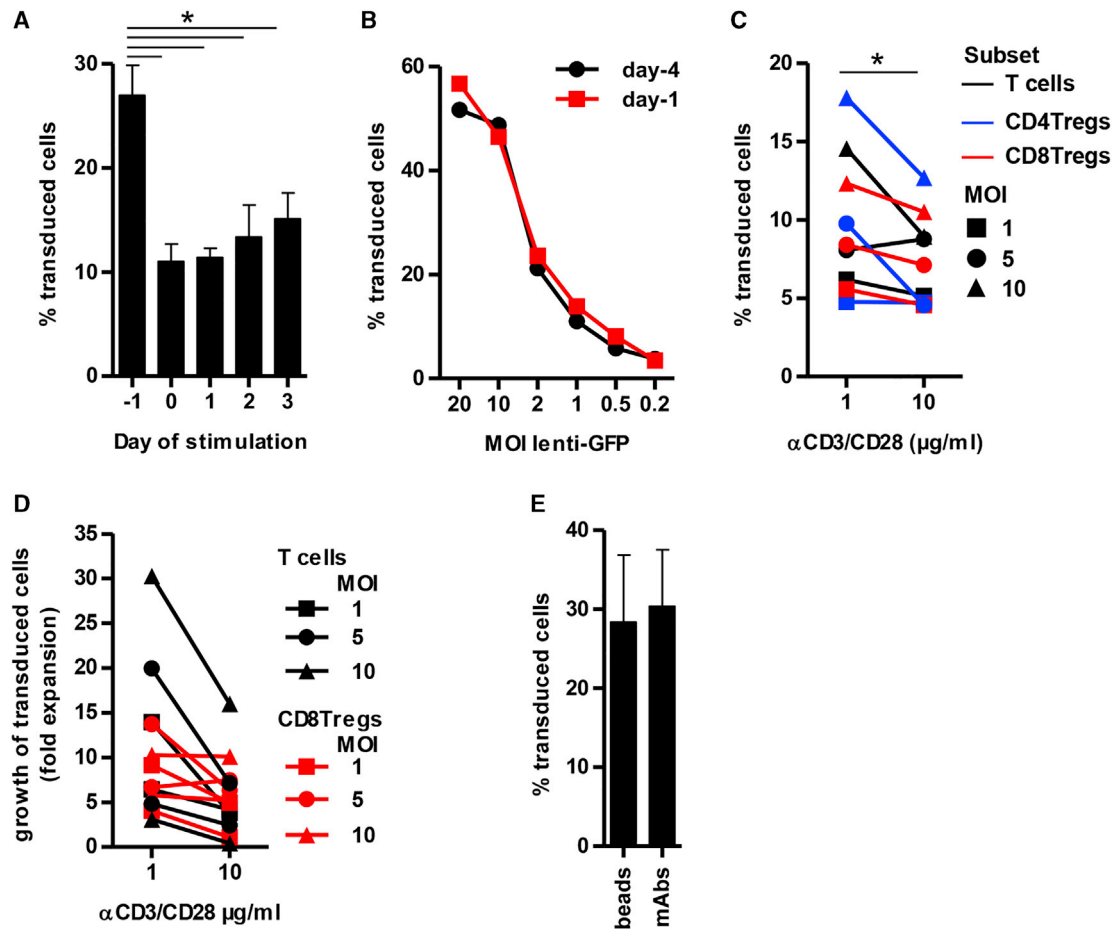 A
*
30
20
10
0
% transduced cells
-1 0 1 2 3
Day of stimulation
B
60
40
20
0
% transduced cells
day-4
day-1
20 10 2 1 0.5 0.2
MOI lenti-GFP
C
*
20
15
10
5
0
% transduced cells
1 10
αCD3/CD28 (µg/ml)
Subset
T cells
CD4Tregs
CD8Tregs
MOI
1
5
10
D
35
30
25
20
15
10
5
0
growth of transduced cells
(fold expansion)
1 10
αCD3/CD28 µg/ml
T cells
MOI
1
5
10
CD8Tregs
MOI
1
5
10
E
40
30
20
10
0
% transduced cells
beads
mAbs